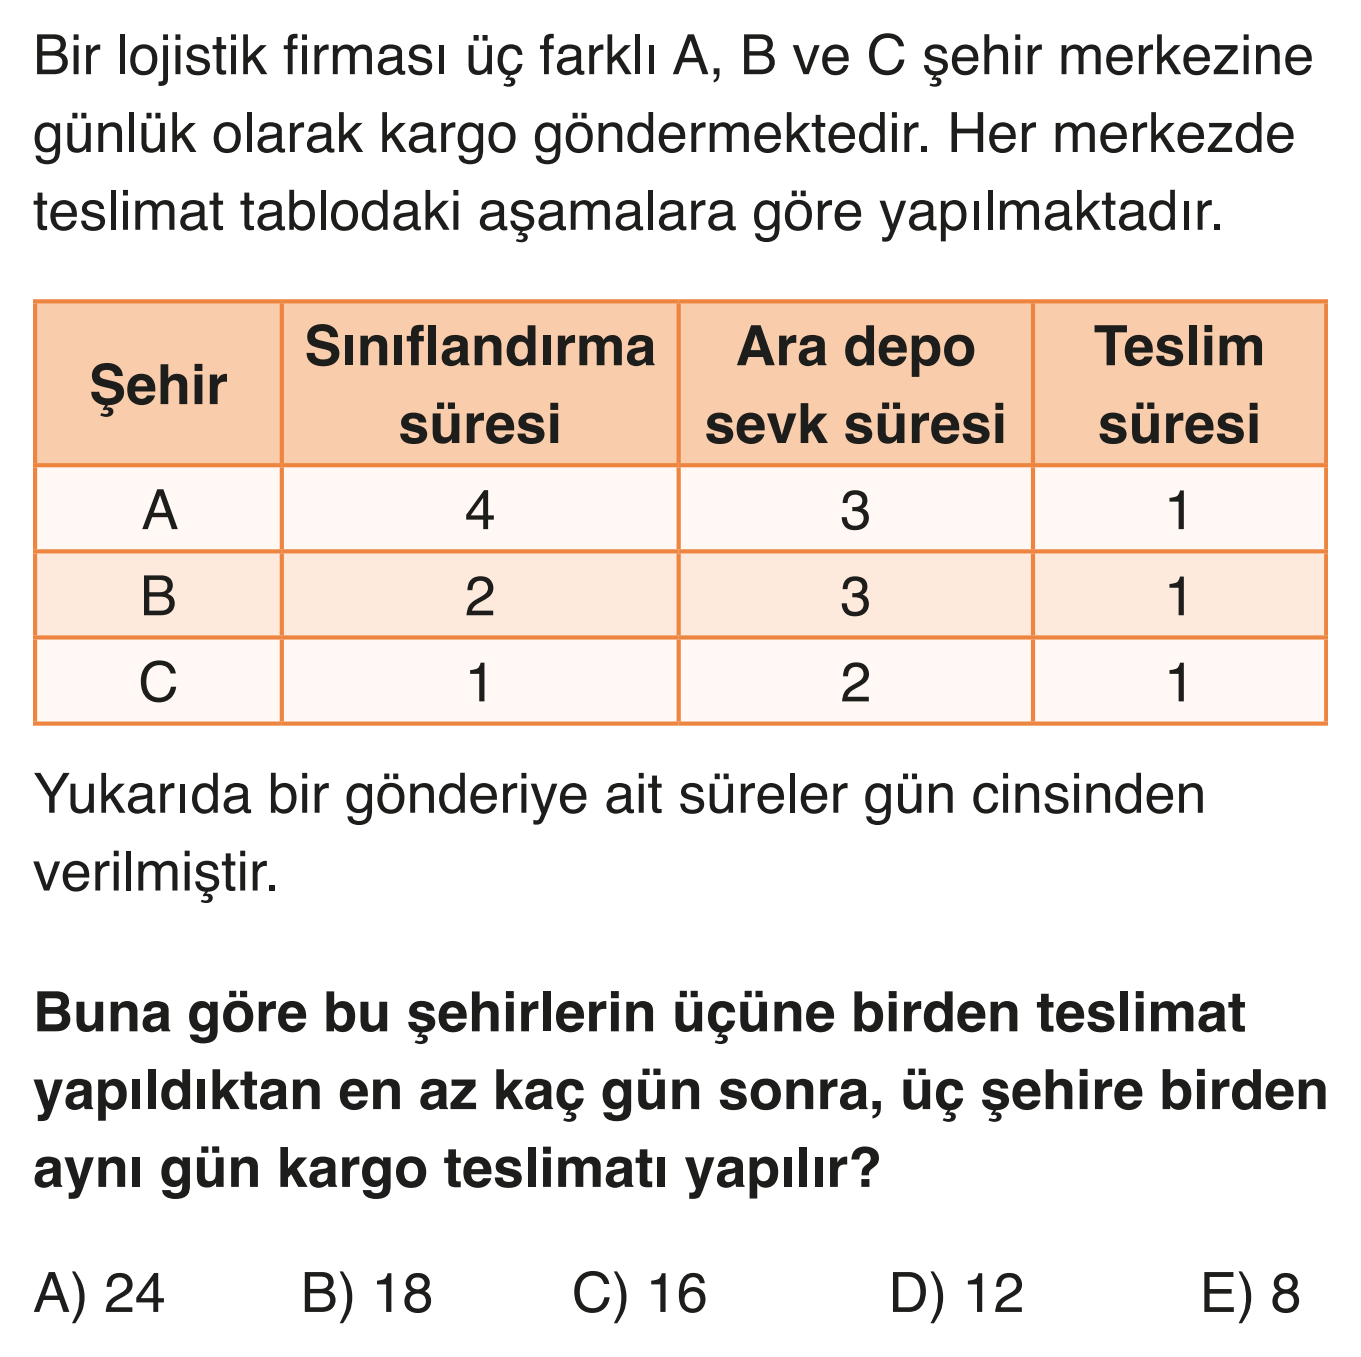 Bir lojistik firması üç farklı A, B ve C şehir merkezine
günlük olarak kargo göndermektedir. Her merkezde
teslimat tablodaki aşamalara göre yapılmaktadır.
Şehir Sınıflandırma süresi Ara depo sevk süresi Teslim süresi
A 4 3 1
B 2 3 1
C 1 2 1
Yukarıda bir gönderiye ait süreler gün cinsinden
verilmiştir.
Buna göre bu şehirlerin üçüne birden teslimat
yapıldıktan en az kaç gün sonra, üç şehire birden
aynı gün kargo teslimatı yapılır?
A) 24 B) 18 C) 16 D) 12 E) 8